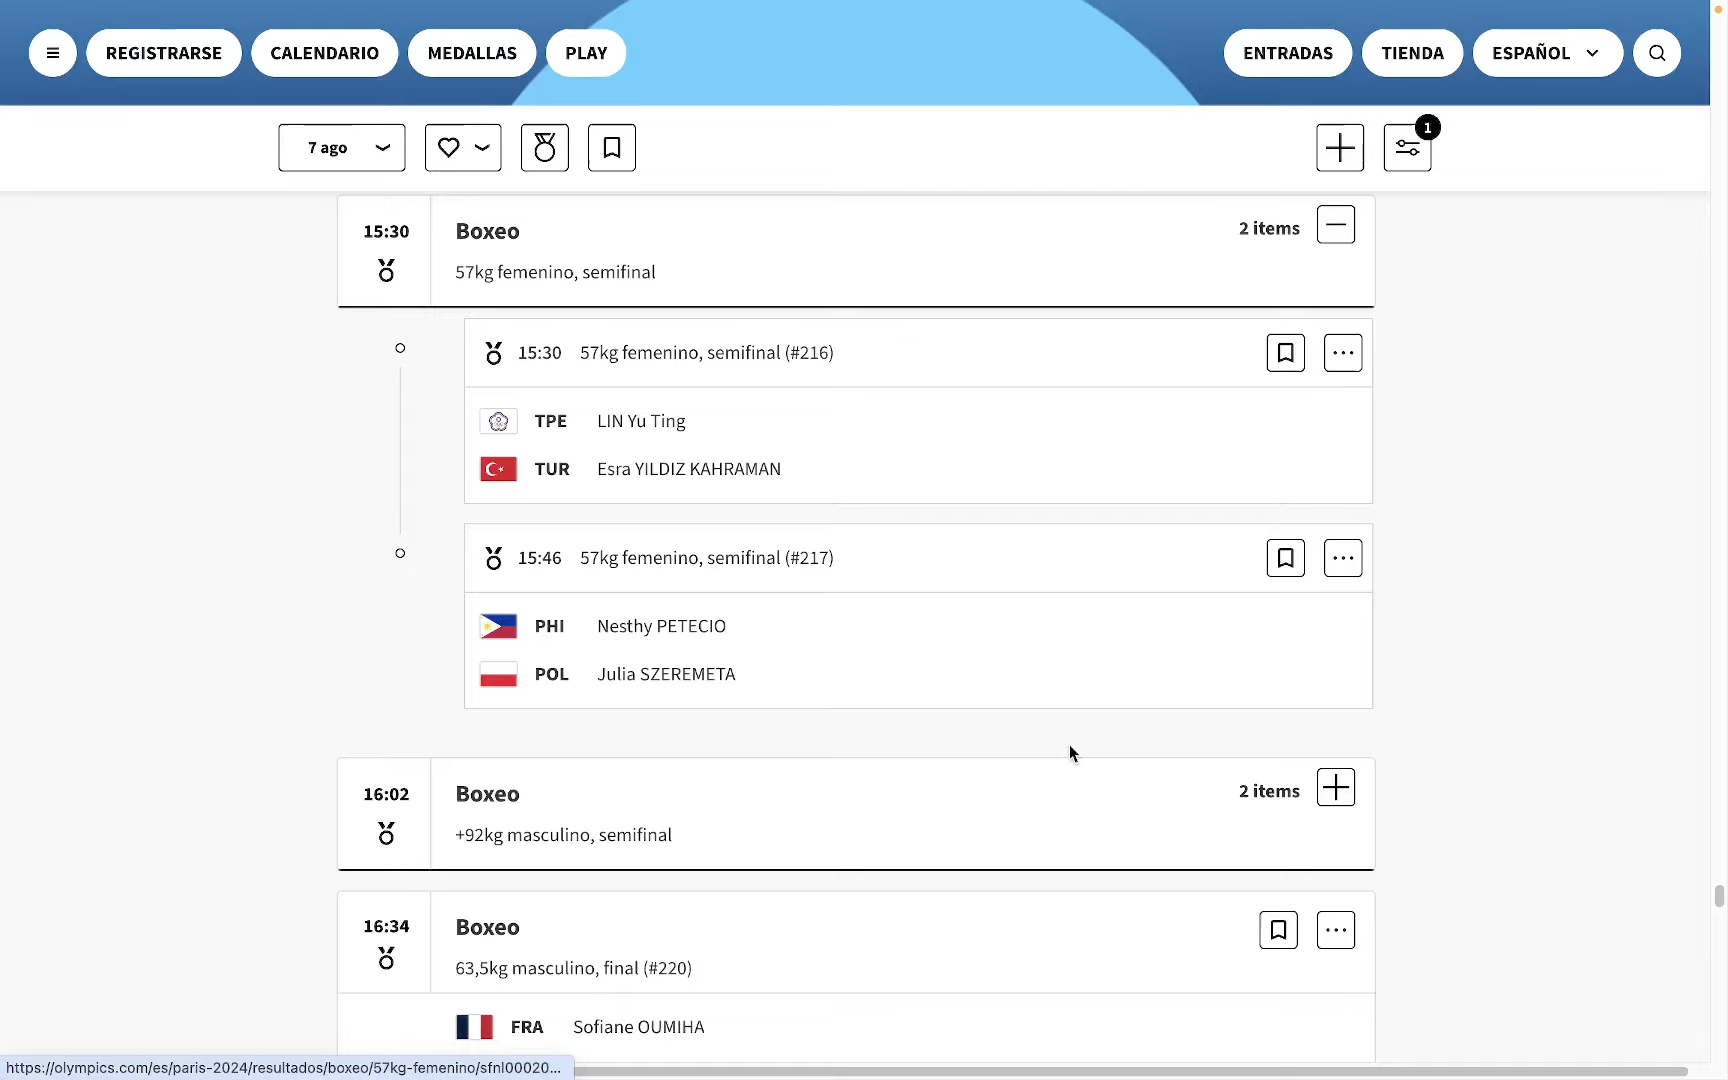 REGISTRARSE CALENDARIO MEDALLAS PLAY ENTRADAS TIENDA ESPAÑOL
7 ago
1
15:30 Boxeo 2 items
57kg femenino, semifinal
15:30 57kg femenino, semifinal (#216)
TPE LIN Yu Ting
TUR Esra YILDIZ KAHRAMAN
15:46 57kg femenino, semifinal (#217)
PHI Nesthy PETECIO
POL Julia SZEREMETA
16:02 Boxeo 2 items
+92kg masculino, semifinal
16:34 Boxeo
63,5kg masculino, final (#220)
FRA Sofiane OUMIHA
https://olympics.com/es/paris-2024/resultados/boxeo/57kg-femenino/sfnl00020...